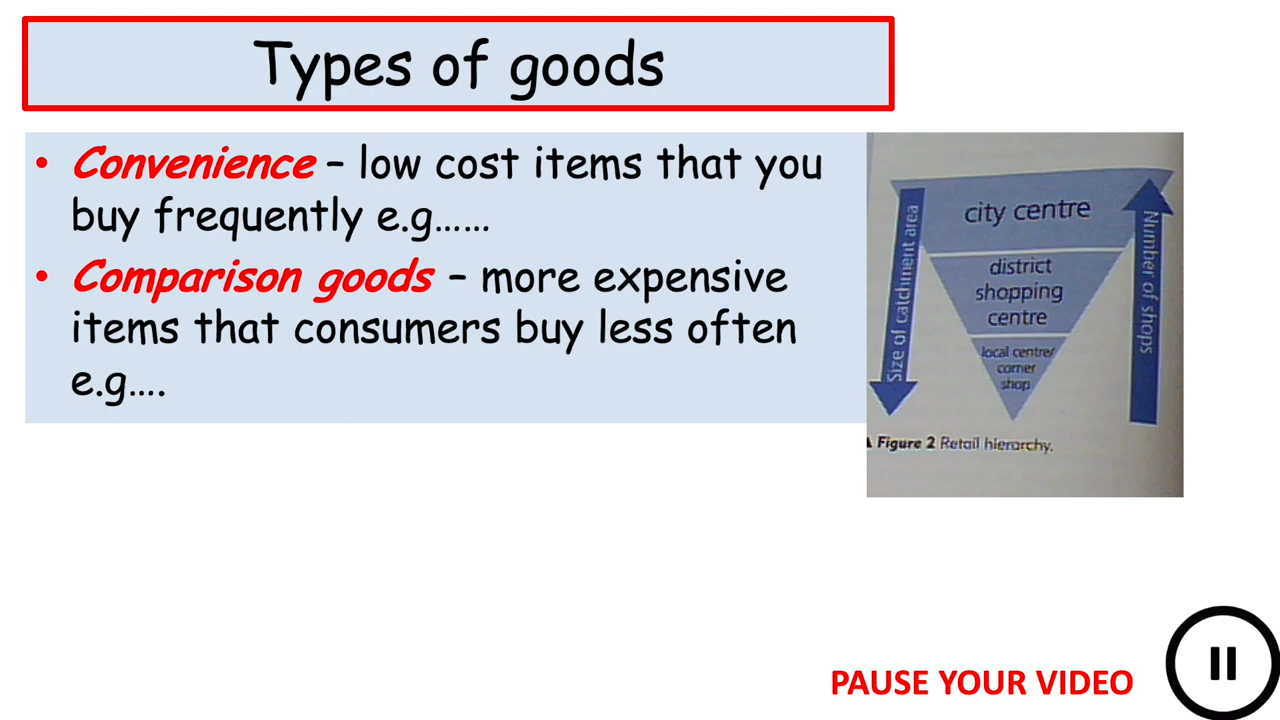 Types of goods
• Convenience – low cost items that you
buy frequently e.g……
• Comparison goods – more expensive
items that consumers buy less often
e.g….
city centre
district
shopping
centre
local centre/
corner
shop
Size of catchment area
Number of shops
Figure 2 Retail hierarchy.
PAUSE YOUR VIDEO